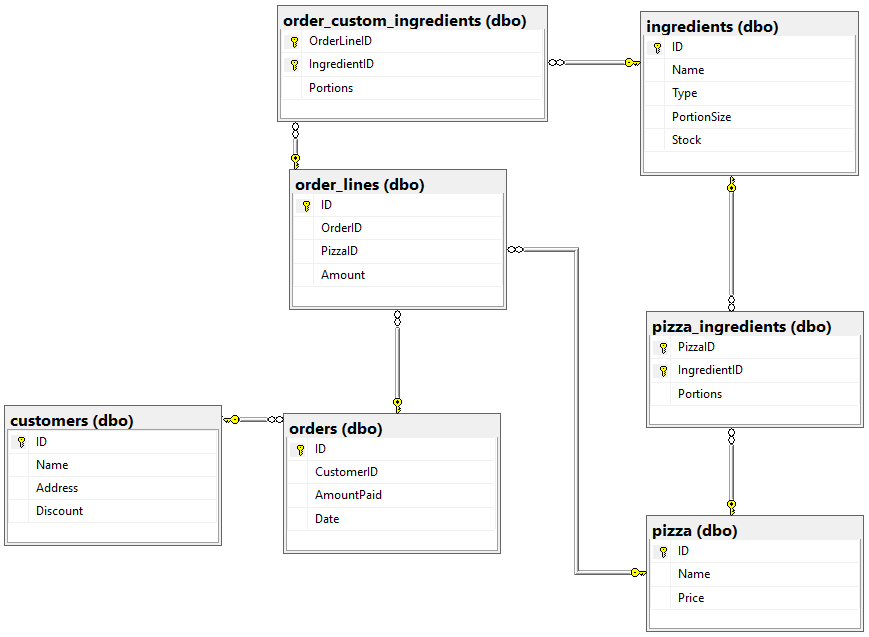 order_custom_ingredients (dbo)
OrderLineID
IngredientID
Portions
ingredients (dbo)
ID
Name
Type
PortionSize
Stock
order_lines (dbo)
ID
OrderID
PizzaID
Amount
pizza_ingredients (dbo)
PizzaID
IngredientID
Portions
customers (dbo)
ID
Name
Address
Discount
orders (dbo)
ID
CustomerID
AmountPaid
Date
pizza (dbo)
ID
Name
Price